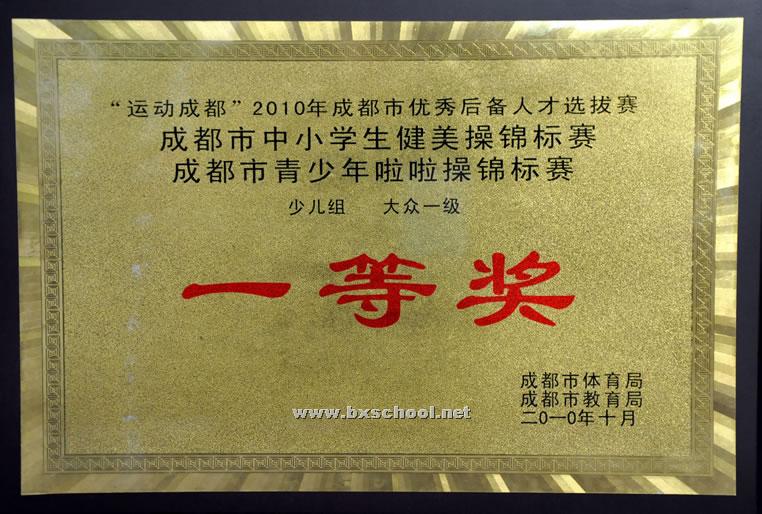 “运动成都”2010年成都市优秀后备人才选拔赛
成都市中小学生健美操锦标赛
成都市青少年啦啦操锦标赛
少儿组 大众一级
一等奖
成都市体育局
成都市教育局
www.bxschool.net
二0一0年十月